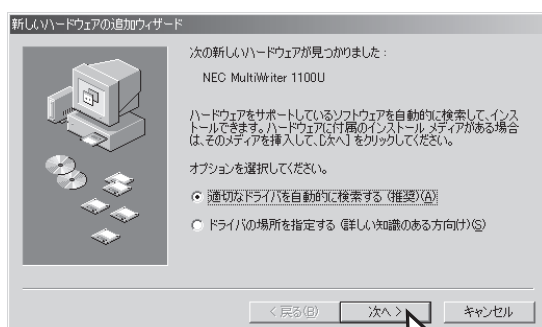 新しいハードウェアの追加ウィザード
次の新しいハードウェアが見つかりました:
NEC MultiWriter 1100U
ハードウェアをサポートしているソフトウェアを自動的に検索して、インス
トールできます。ハードウェアに付属のインストール メディアがある場合
は、そのメディアを挿入して、[次へ] をクリックしてください。
オプションを選択してください。
適切なドライバを自動的に検索する (推奨)(A)
ドライバの場所を指定する (詳しい知識のある方向け)(S)
< 戻る(B)
次へ >
キャンセル